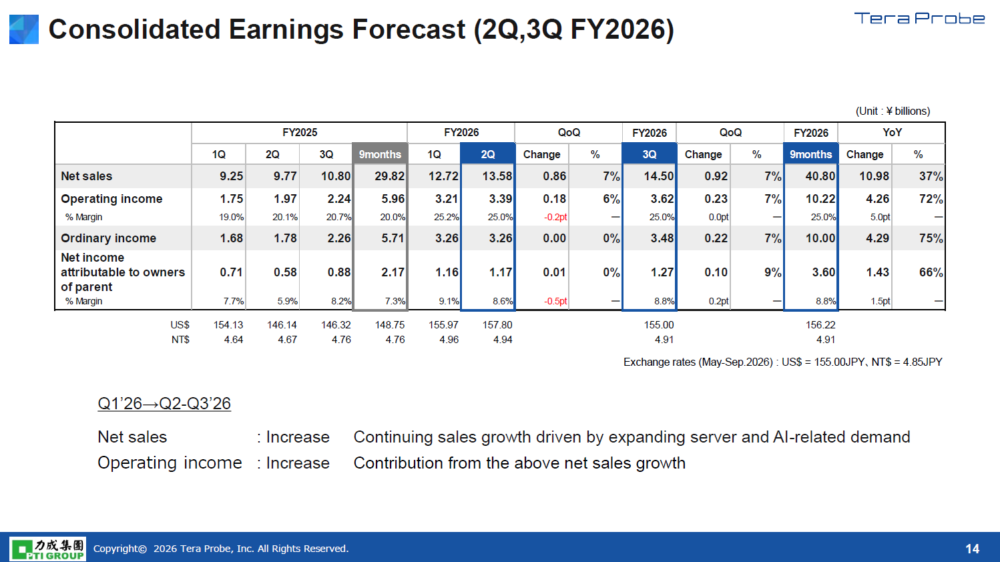 Consolidated Earnings Forecast (2Q,3Q FY2026)
Tera Probe
(Unit : ¥ billions)
FY2025 FY2026 QoQ FY2026 QoQ FY2026 YoY
1Q 2Q 3Q 9months 1Q 2Q Change % 3Q Change % 9months Change %
Net sales 9.25 9.77 10.80 29.82 12.72 13.58 0.86 7% 14.50 0.92 7% 40.80 10.98 37%
Operating income 1.75 1.97 2.24 5.96 3.21 3.39 0.18 6% 3.62 0.23 7% 10.22 4.26 72%
% Margin 19.0% 20.1% 20.7% 20.0% 25.2% 25.0% -0.2pt — 25.0% 0.0pt — 25.0% 5.0pt —
Ordinary income 1.68 1.78 2.26 5.71 3.26 3.26 0.00 0% 3.48 0.22 7% 10.00 4.29 75%
Net income
attributable to owners 0.71 0.58 0.88 2.17 1.16 1.17 0.01 0% 1.27 0.10 9% 3.60 1.43 66%
of parent
% Margin 7.7% 5.9% 8.2% 7.3% 9.1% 8.6% -0.5pt — 8.8% 0.2pt — 8.8% 1.5pt —
US$ 154.13 146.14 146.32 148.75 155.97 157.80 155.00 156.22
NT$ 4.64 4.67 4.76 4.76 4.96 4.94 4.91 4.91
Exchange rates (May-Sep.2026) : US$ = 155.00JPY、NT$ = 4.85JPY
Q1’26→Q2-Q3’26
Net sales : Increase Continuing sales growth driven by expanding server and AI-related demand
Operating income : Increase Contribution from the above net sales growth
力成集團
PTI GROUP
Copyright© 2026 Tera Probe, Inc. All Rights Reserved.
14